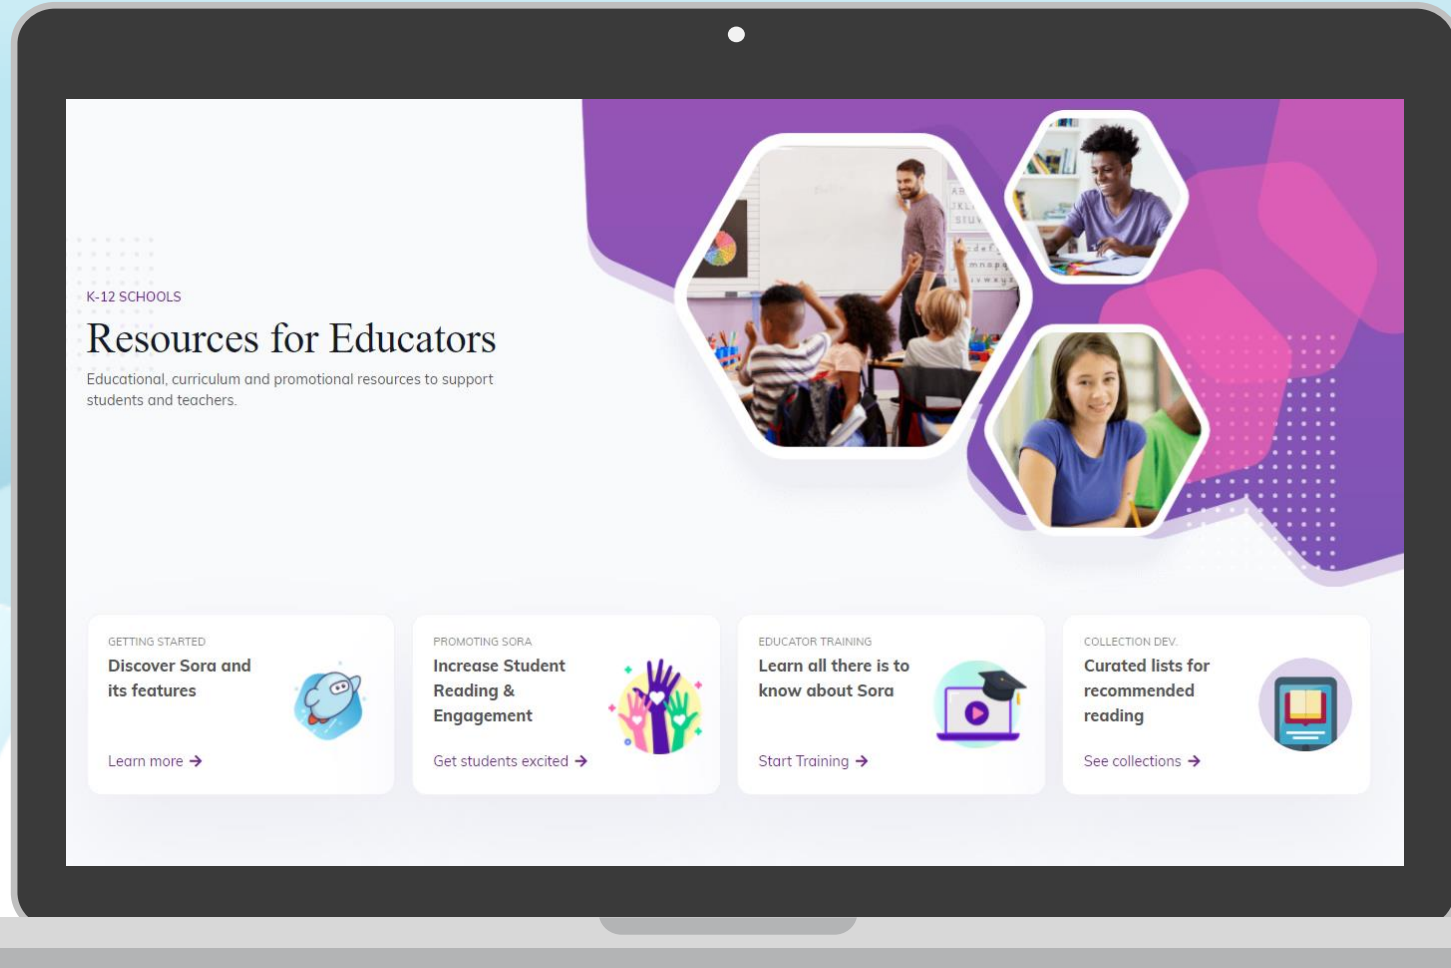 K-12 SCHOOLS
Resources for Educators
Educational, curriculum and promotional resources to support
students and teachers.
GETTING STARTED
Discover Sora and
its features
Learn more →
PROMOTING SORA
Increase Student
Reading &
Engagement
Get students excited →
EDUCATOR TRAINING
Learn all there is to
know about Sora
Start Training →
COLLECTION DEV.
Curated lists for
recommended
reading
See collections →